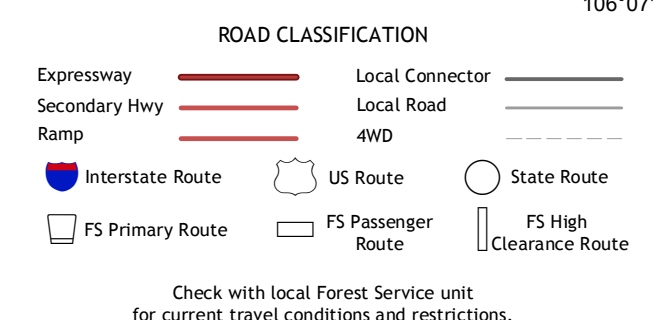 106°07'
ROAD CLASSIFICATION
Expressway
Local Connector
Secondary Hwy
Local Road
Ramp
4WD
Interstate Route
US Route
State Route
FS Primary Route
FS Passenger
Route
FS High
Clearance Route
Check with local Forest Service unit
for current travel conditions and restrictions.